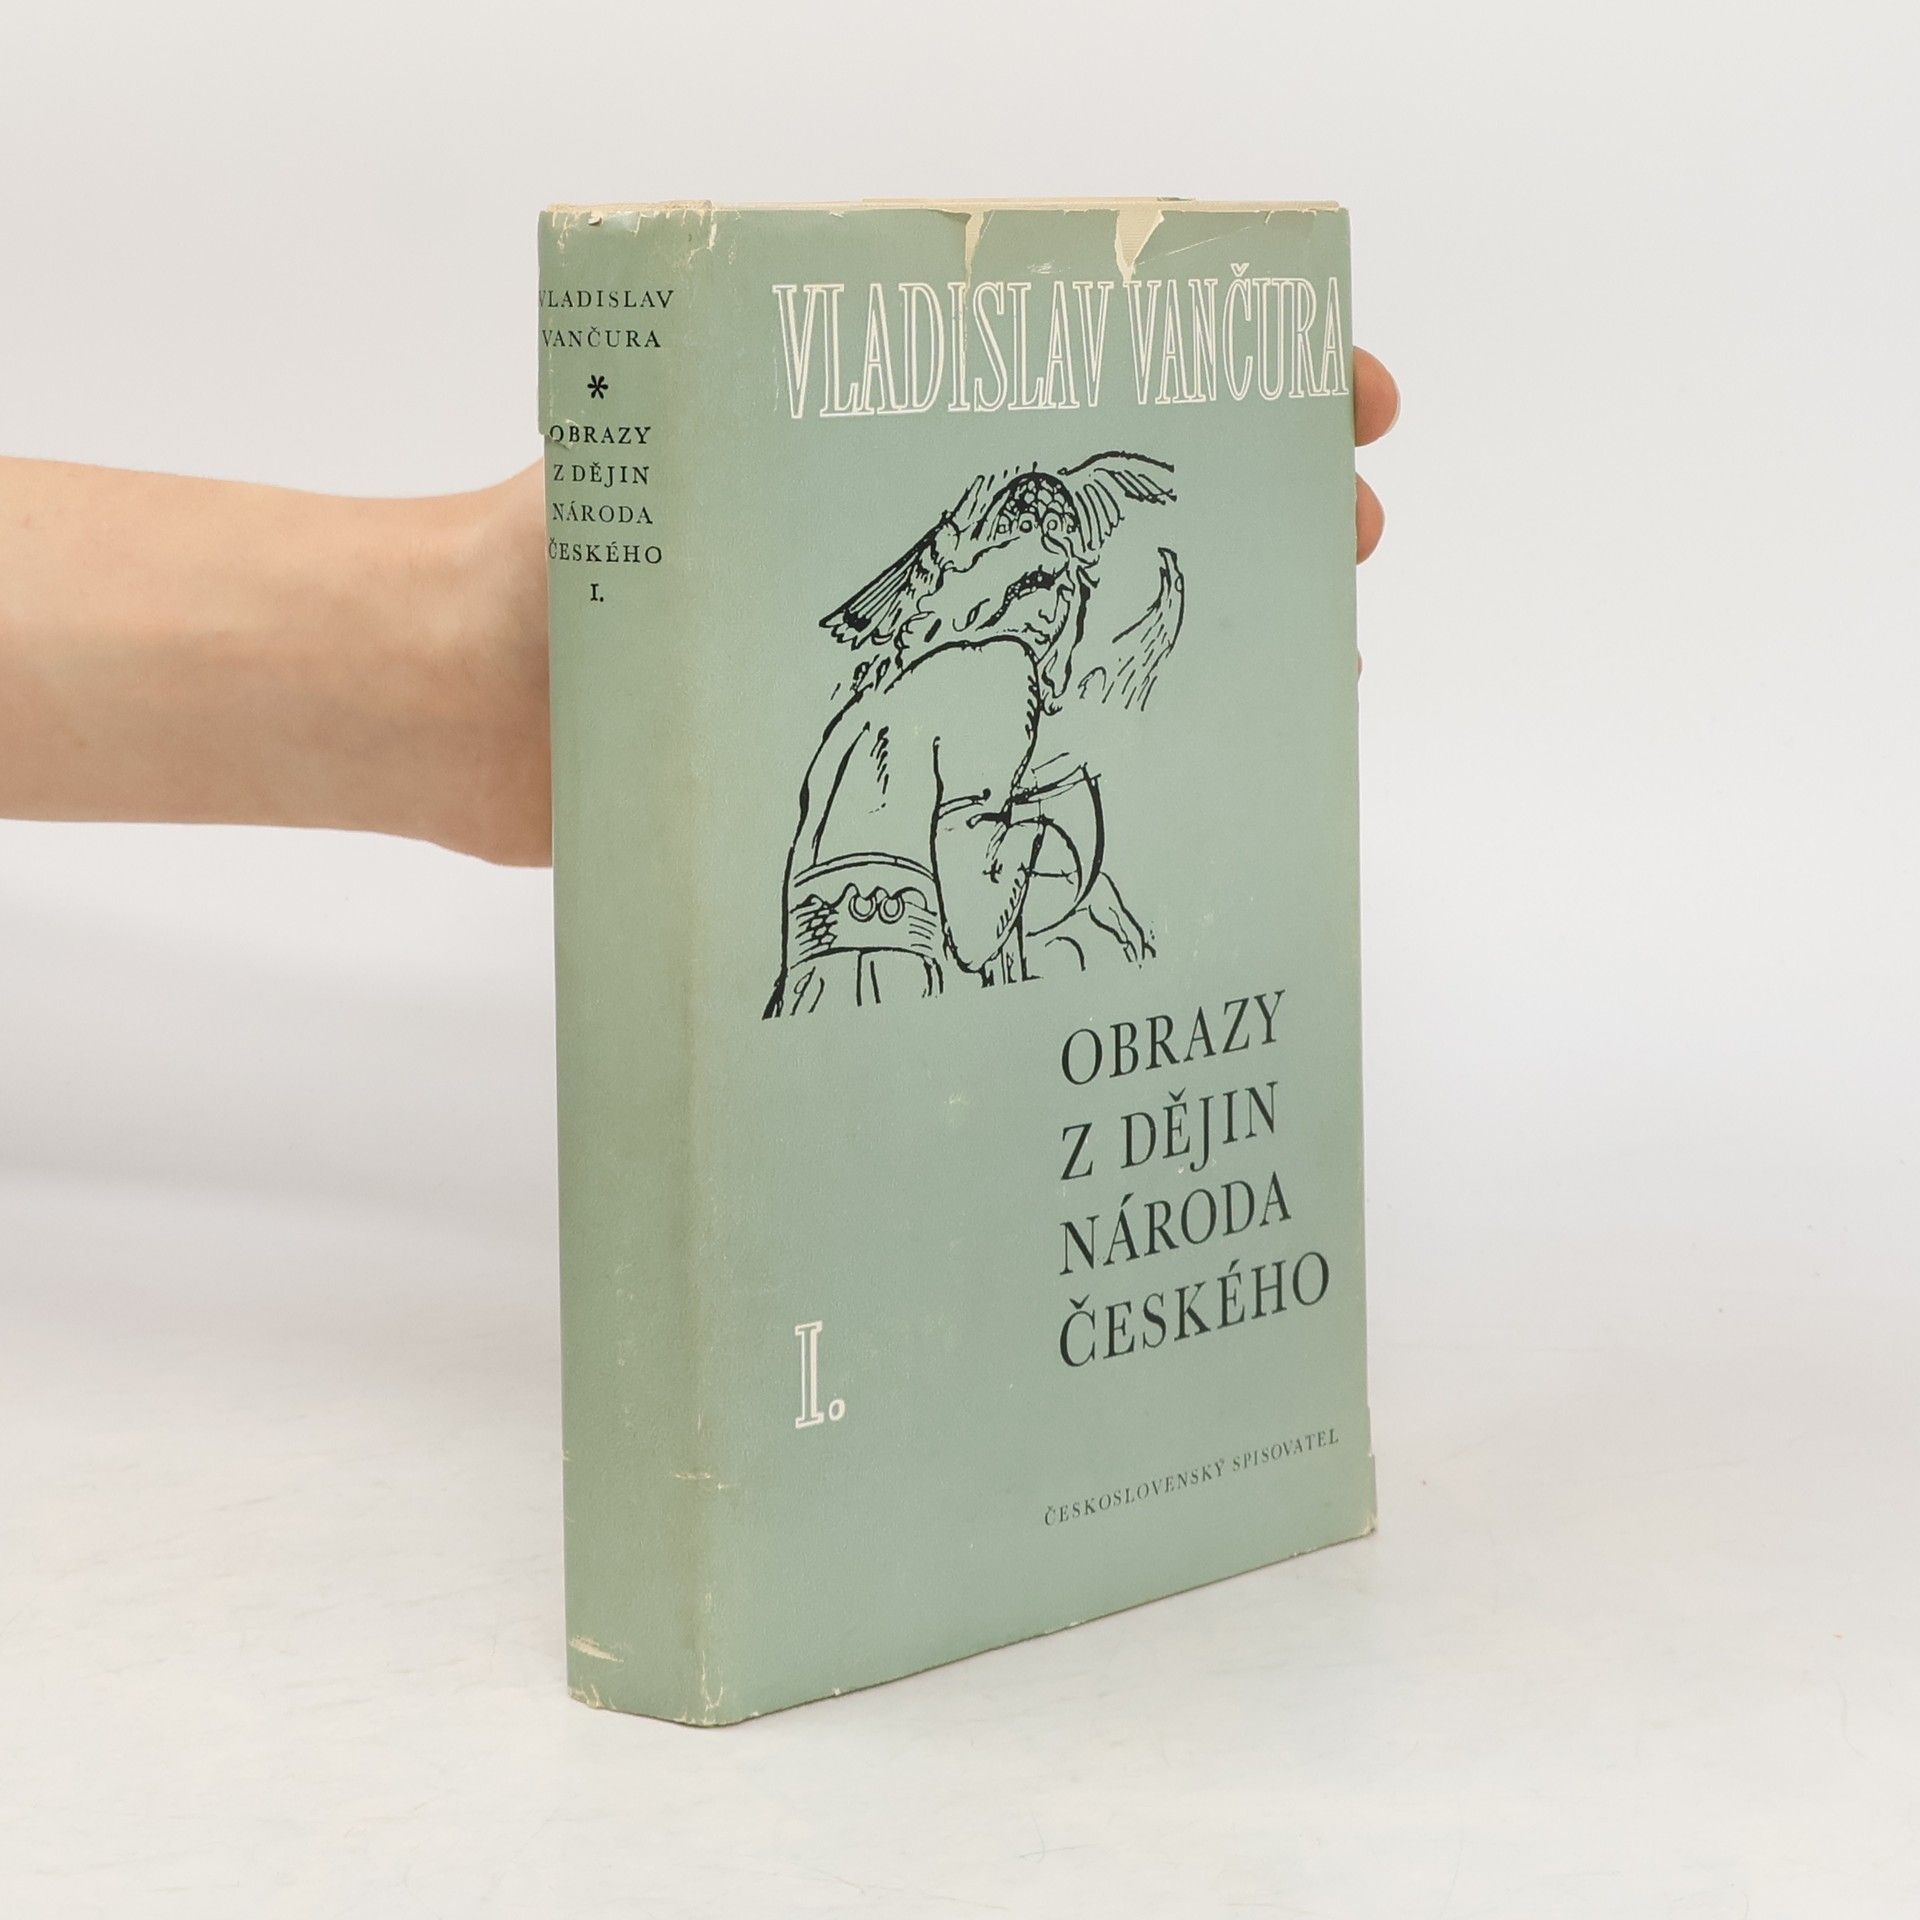 VLADISLAV
VANČURA
*
OBRAZY
Z DĚJIN
NÁRODA
ČESKÉHO
I.
VLADISLAV VANČURA
OBRAZY
Z DĚJIN
NÁRODA
ČESKÉHO
I.
ČESKOSLOVENSKÝ SPISOVATEL